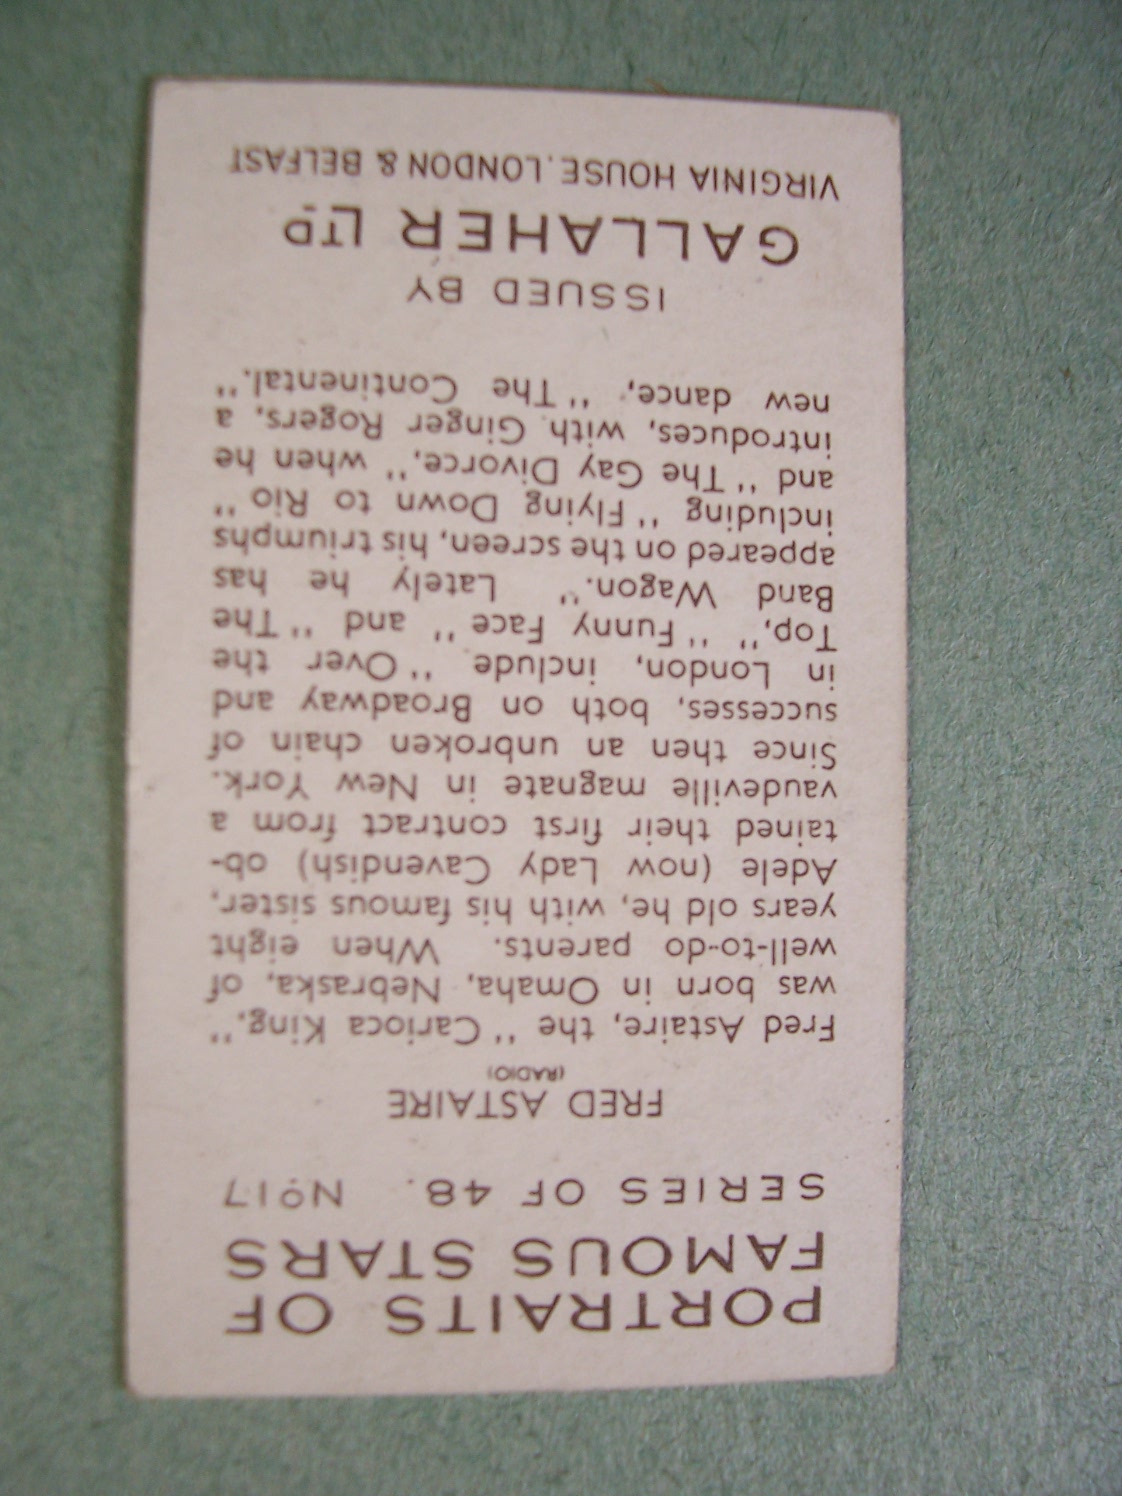 PORTRAITS OF
FAMOUS STARS
SERIES OF 48. No 17
FRED ASTAIRE
(RADIO)
Fred Astaire, the "Carioca King,"
was born in Omaha, Nebraska, of
well-to-do parents. When eight
years old he, with his famous sister,
Adele (now Lady Cavendish) ob-
tained their first contract from a
vaudeville magnate in New York.
Since then an unbroken chain of
successes, both on Broadway and
in London, include "Over the
Top," "Funny Face" and "The
Band Wagon." Lately he has
appeared on the screen, his triumphs
including "Flying Down to Rio"
and "The Gay Divorce," when he
introduces, with Ginger Rogers, a
new dance, "The Continental."
ISSUED BY
GALLAHER LTD
VIRGINIA HOUSE. LONDON & BELFAST